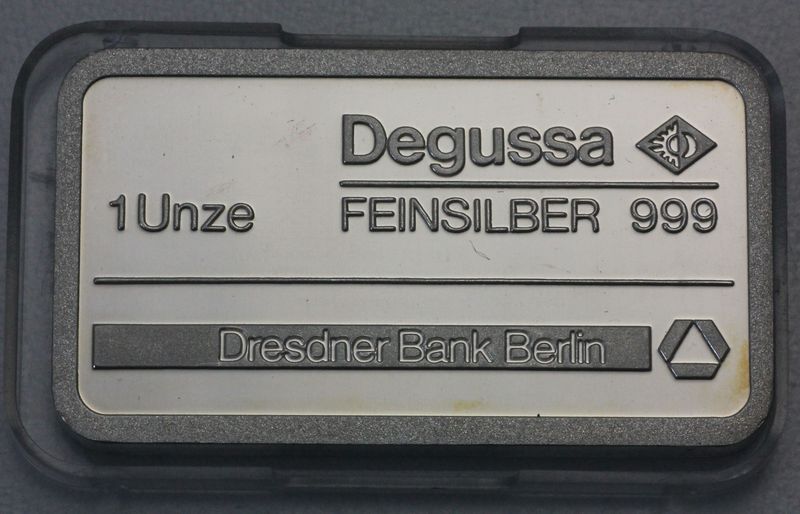 Degussa
1 Unze FEINSILBER 999
Dresdner Bank Berlin